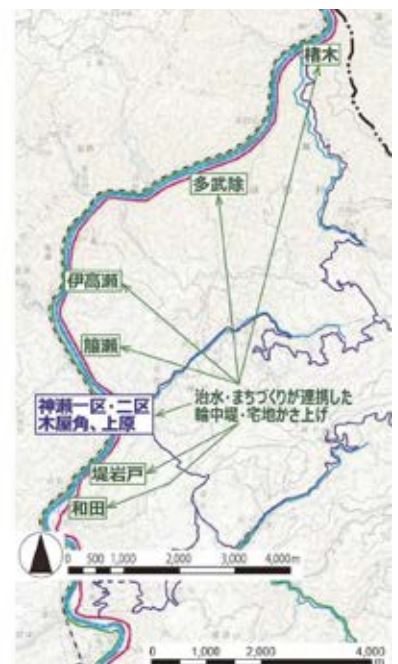 楮木
多武除
伊高瀬
神瀬一区・二区
木屋角、上原
治水・まちづくりが連携した
輪中堤・宅地かさ上げ
堤岩戸
和田
0 500 1,000 2,000 3,000 4,000m
0 1,000 2,000 4,000
m